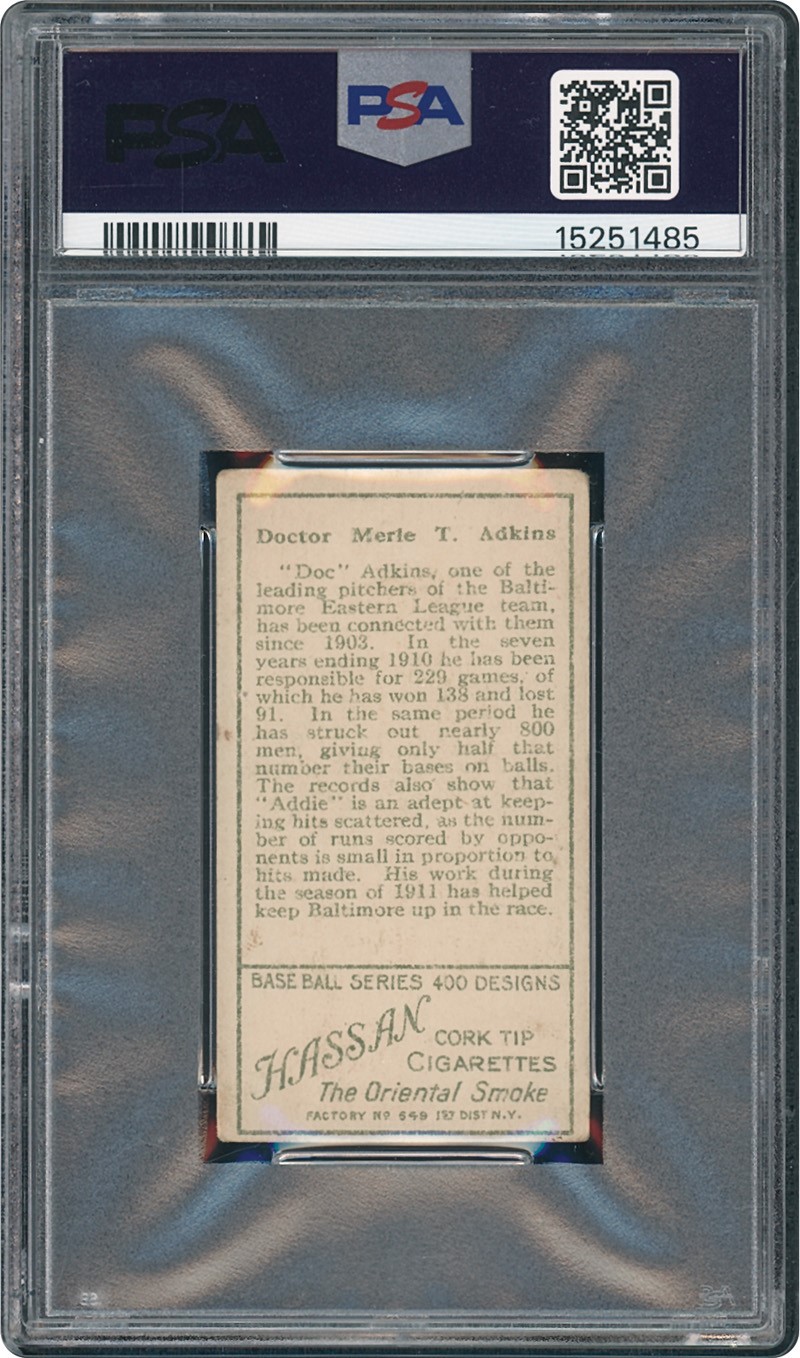 PSA
PSA
15251485
Doctor Merle T. Adkins
"Doc" Adkins, one of the
leading pitchers of the Balti-
more Eastern League team,
has been connected with them
since 1903. In the seven
years ending 1910 he has been
responsible for 229 games, of
which he has won 138 and lost
91. In the same period he
has struck out nearly 800
men, giving only half that
number their bases on balls.
The records also show that
"Addie" is an adept at keep-
ing hits scattered, as the num-
ber of runs scored by oppo-
nents is small in proportion to
hits made. His work during
the season of 1911 has helped
keep Baltimore up in the race.
BASE BALL SERIES 400 DESIGNS
HASSAN
CORK TIP
CIGARETTES
The Oriental Smoke
FACTORY NO 649 1ST DIST N.Y.